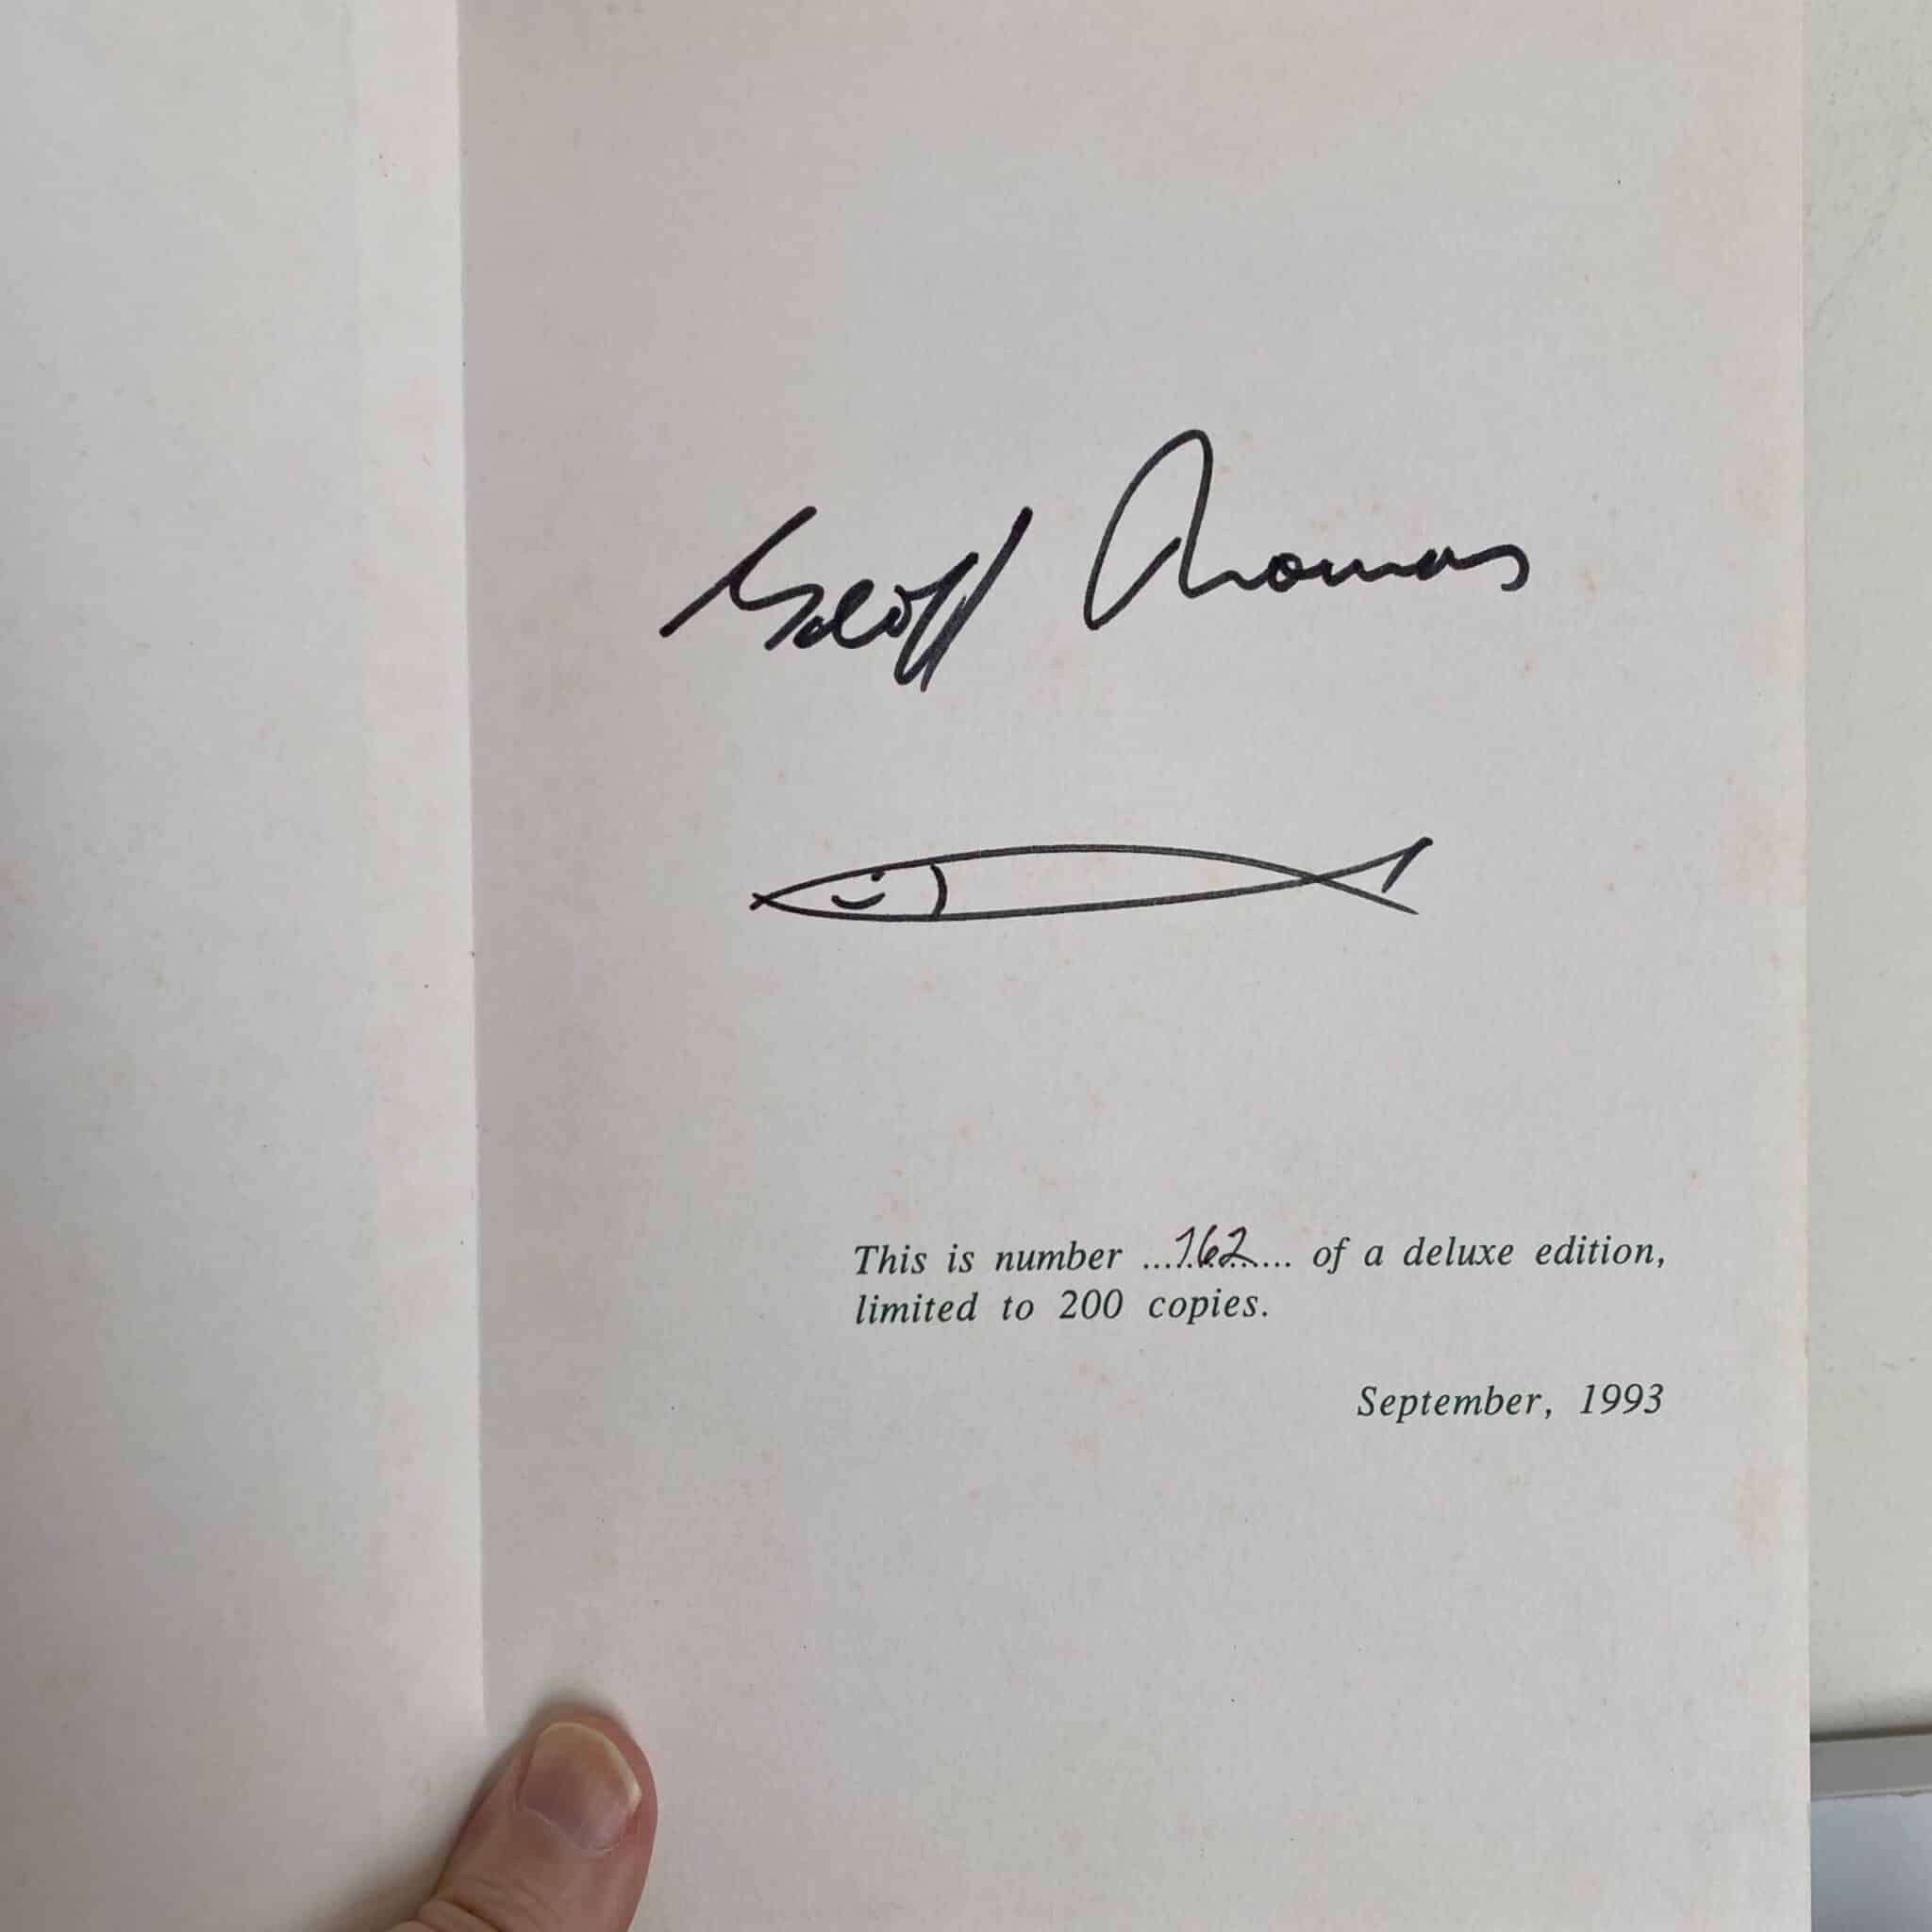 Geoff Thomas
This is number ...162... of a deluxe edition,
limited to 200 copies.
September, 1993